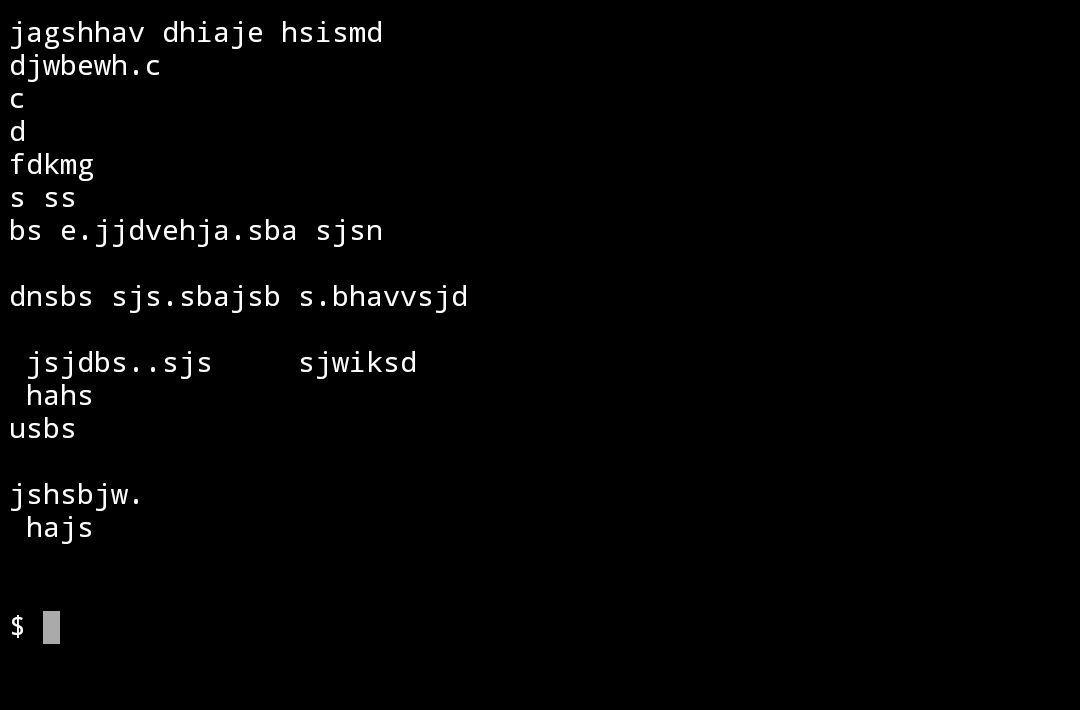 jagshhav dhiaje hsismd
djwbewh.c
c
d
fdkmg
s ss
bs e.jjdvehja.sba sjsn

dnsbs sjs.sbajsb s.bhavvsjd

 jsjdbs..sjs     sjwiksd
 hahs
usbs

jshsbjw.
 hajs


$